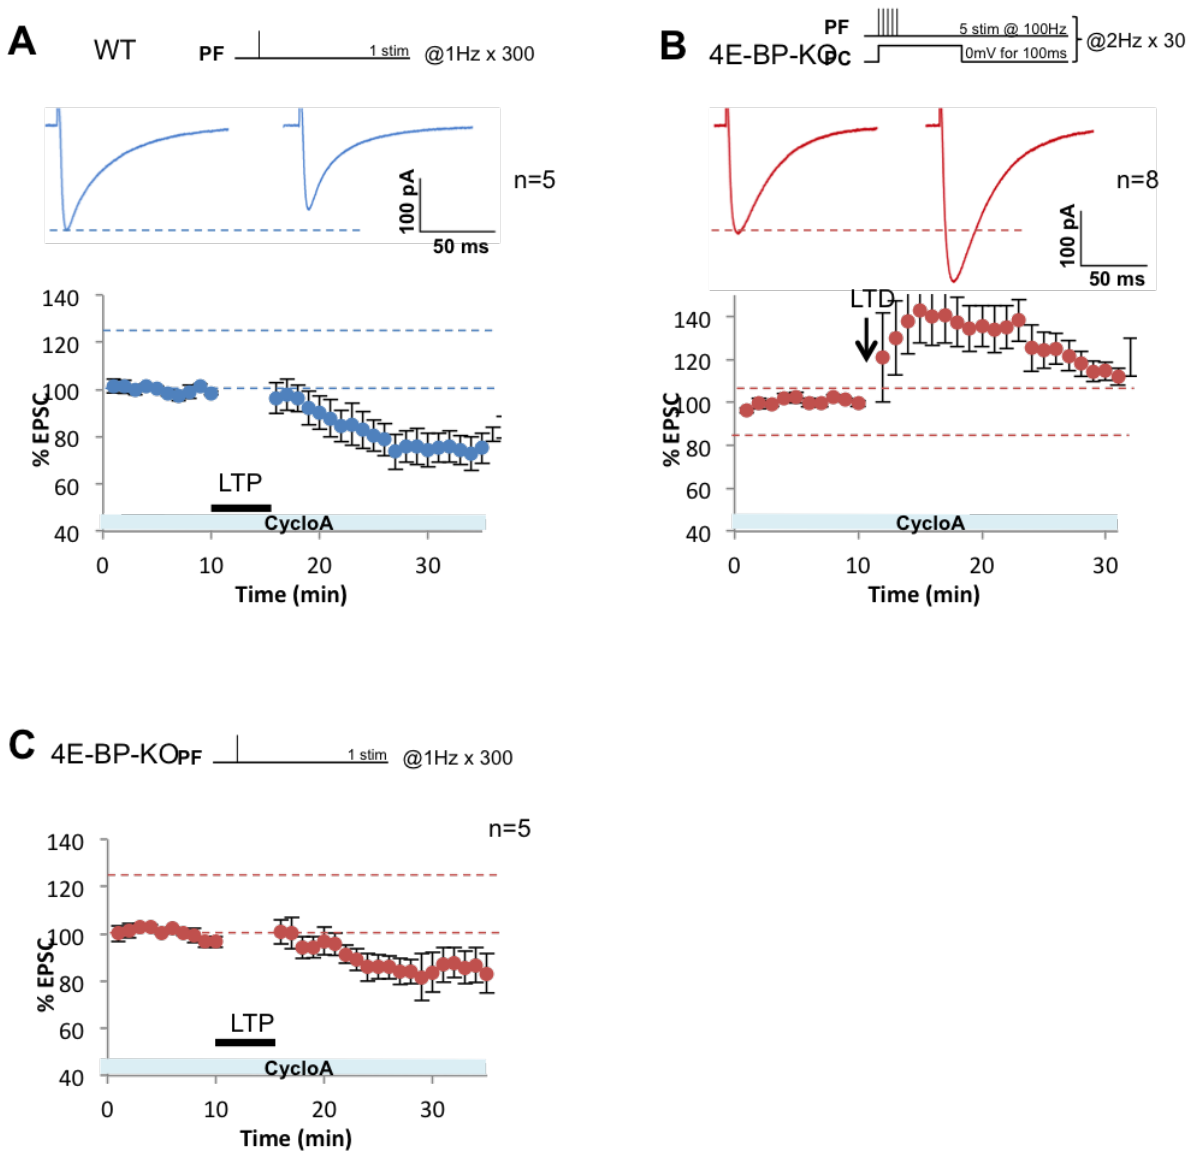 A
WT
PF
1 stim
@1Hz x 300
n=5
100 pA
50 ms
% EPSC
140
120
100
80
60
40
LTP
CycloA
0
10
20
30
Time (min)
B
4E-BP-KO
PF
5 stim @ 100Hz
PC
0mV for 100ms
@2Hz x 30
n=8
100 pA
50 ms
LTD
% EPSC
140
120
100
80
60
40
CycloA
0
10
20
30
Time (min)
C
4E-BP-KO
PF
1 stim
@1Hz x 300
n=5
% EPSC
140
120
100
80
60
40
LTP
CycloA
0
10
20
30
Time (min)